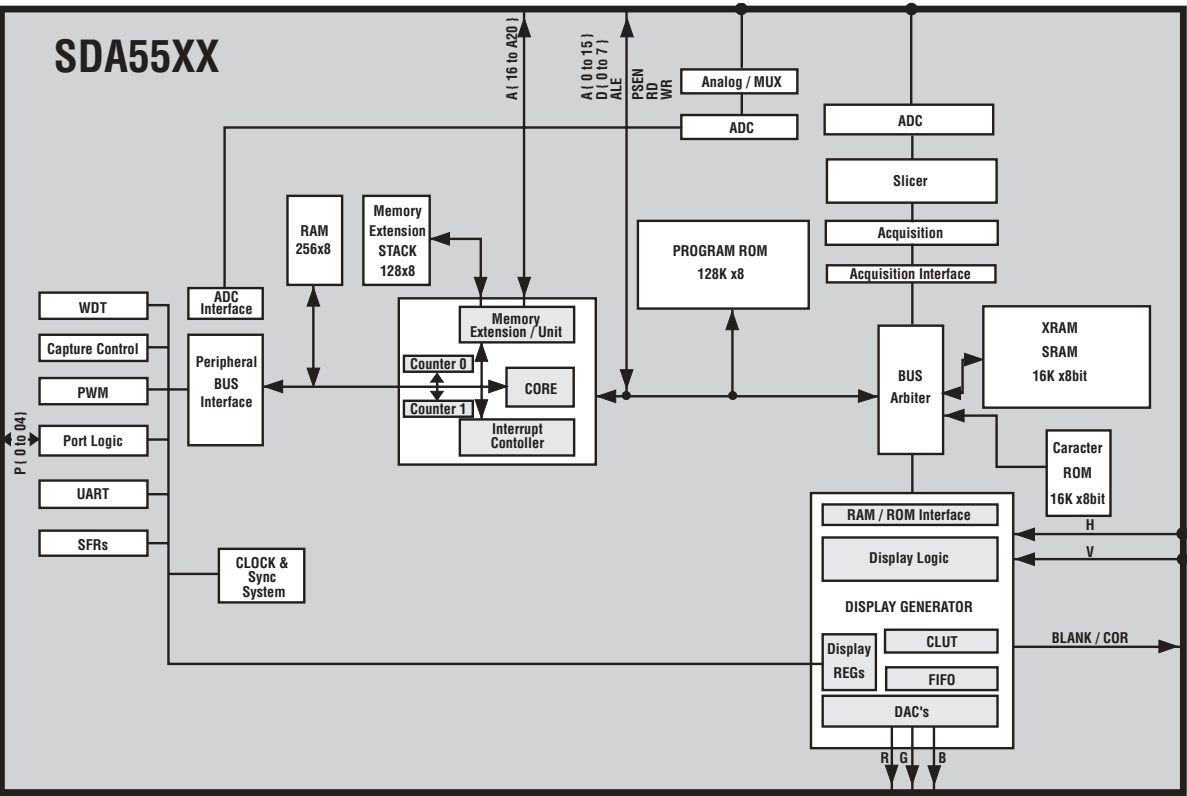 SDA55XX
A ( 16 to A20 )
A ( 0 to 15 )
D ( 0 to 7 )
ALE
PSEN
RD
WR
Analog / MUX
ADC
ADC
Slicer
Acquisition
Acquisition Interface
RAM
256x8
Memory
Extension
STACK
128x8
PROGRAM ROM
128K x8
ADC
Interface
WDT
Capture Control
PWM
Port Logic
UART
SFRs
P ( 0 to 04)
Peripheral
BUS
Interface
Memory
Extension / Unit
Counter 0
Counter 1
CORE
Interrupt
Contoller
BUS
Arbiter
XRAM
SRAM
16K x8bit
Caracter
ROM
16K x8bit
CLOCK &
Sync
System
RAM / ROM Interface
Display Logic
DISPLAY GENERATOR
Display
REGs
CLUT
FIFO
DAC's
H
V
BLANK / COR
R G B